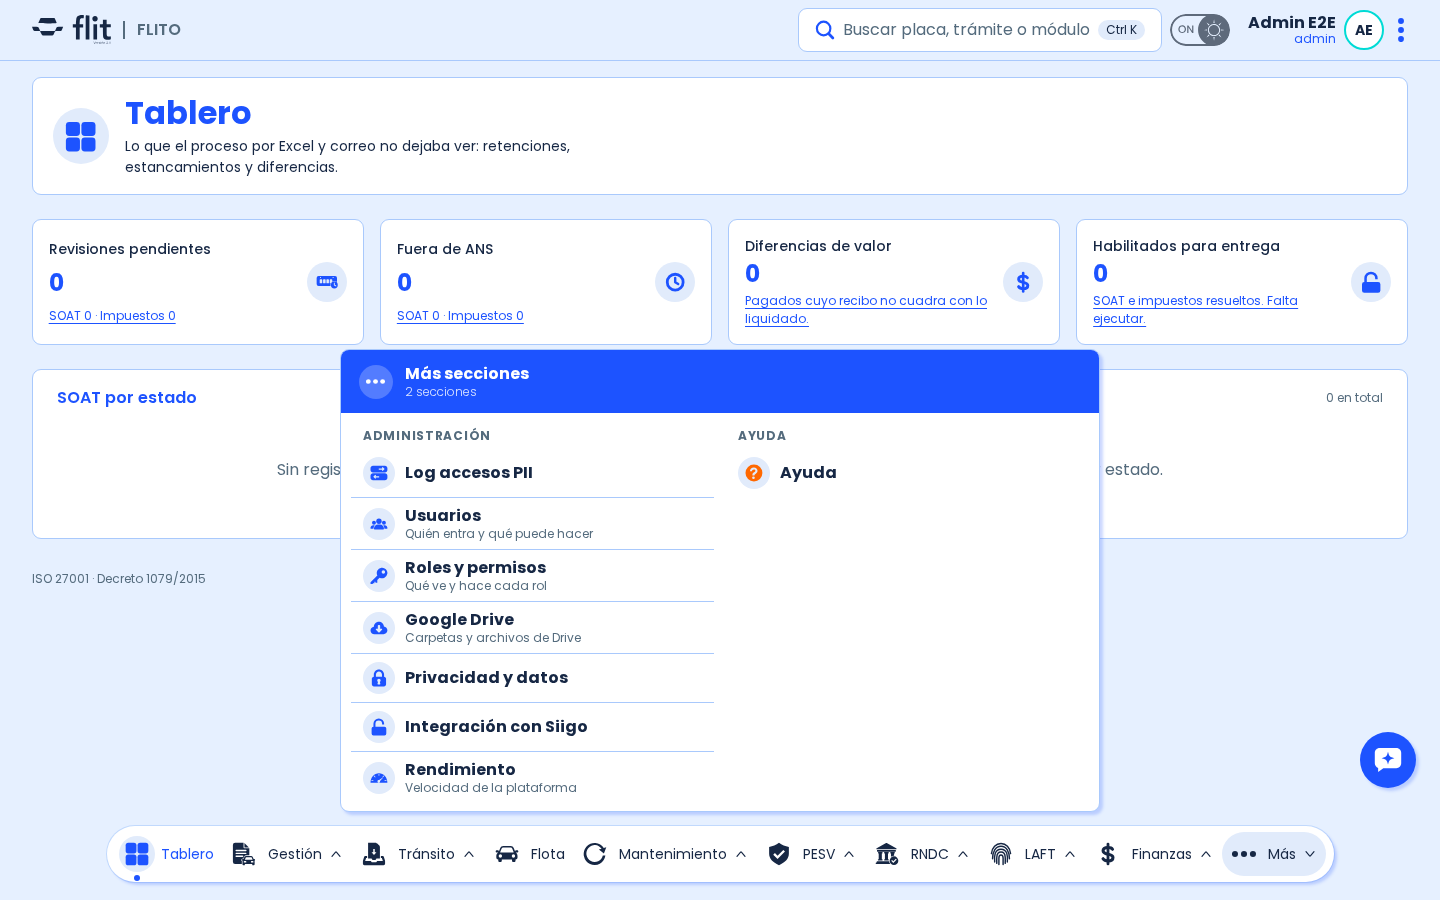 flit | FLITO
Buscar placa, trámite o módulo Ctrl K
ON
Admin E2E
admin
AE
Tablero
Lo que el proceso por Excel y correo no dejaba ver: retenciones,
estancamientos y diferencias.
Revisiones pendientes
0
SOAT 0 · Impuestos 0
Fuera de ANS
0
SOAT 0 · Impuestos 0
Diferencias de valor
0
Pagados cuyo recibo no cuadra con lo
liquidado.
Habilitados para entrega
0
SOAT e impuestos resueltos. Falta
ejecutar.
SOAT por estado
0 en total
Sin regis
estado.
Más secciones
2 secciones
ADMINISTRACIÓN
Log accesos PII
Usuarios
Quién entra y qué puede hacer
Roles y permisos
Qué ve y hace cada rol
Google Drive
Carpetas y archivos de Drive
Privacidad y datos
Integración con Siigo
Rendimiento
Velocidad de la plataforma
AYUDA
Ayuda
ISO 27001 · Decreto 1079/2015
Tablero Gestión Tránsito Flota Mantenimiento PESV RNDC LAFT Finanzas Más